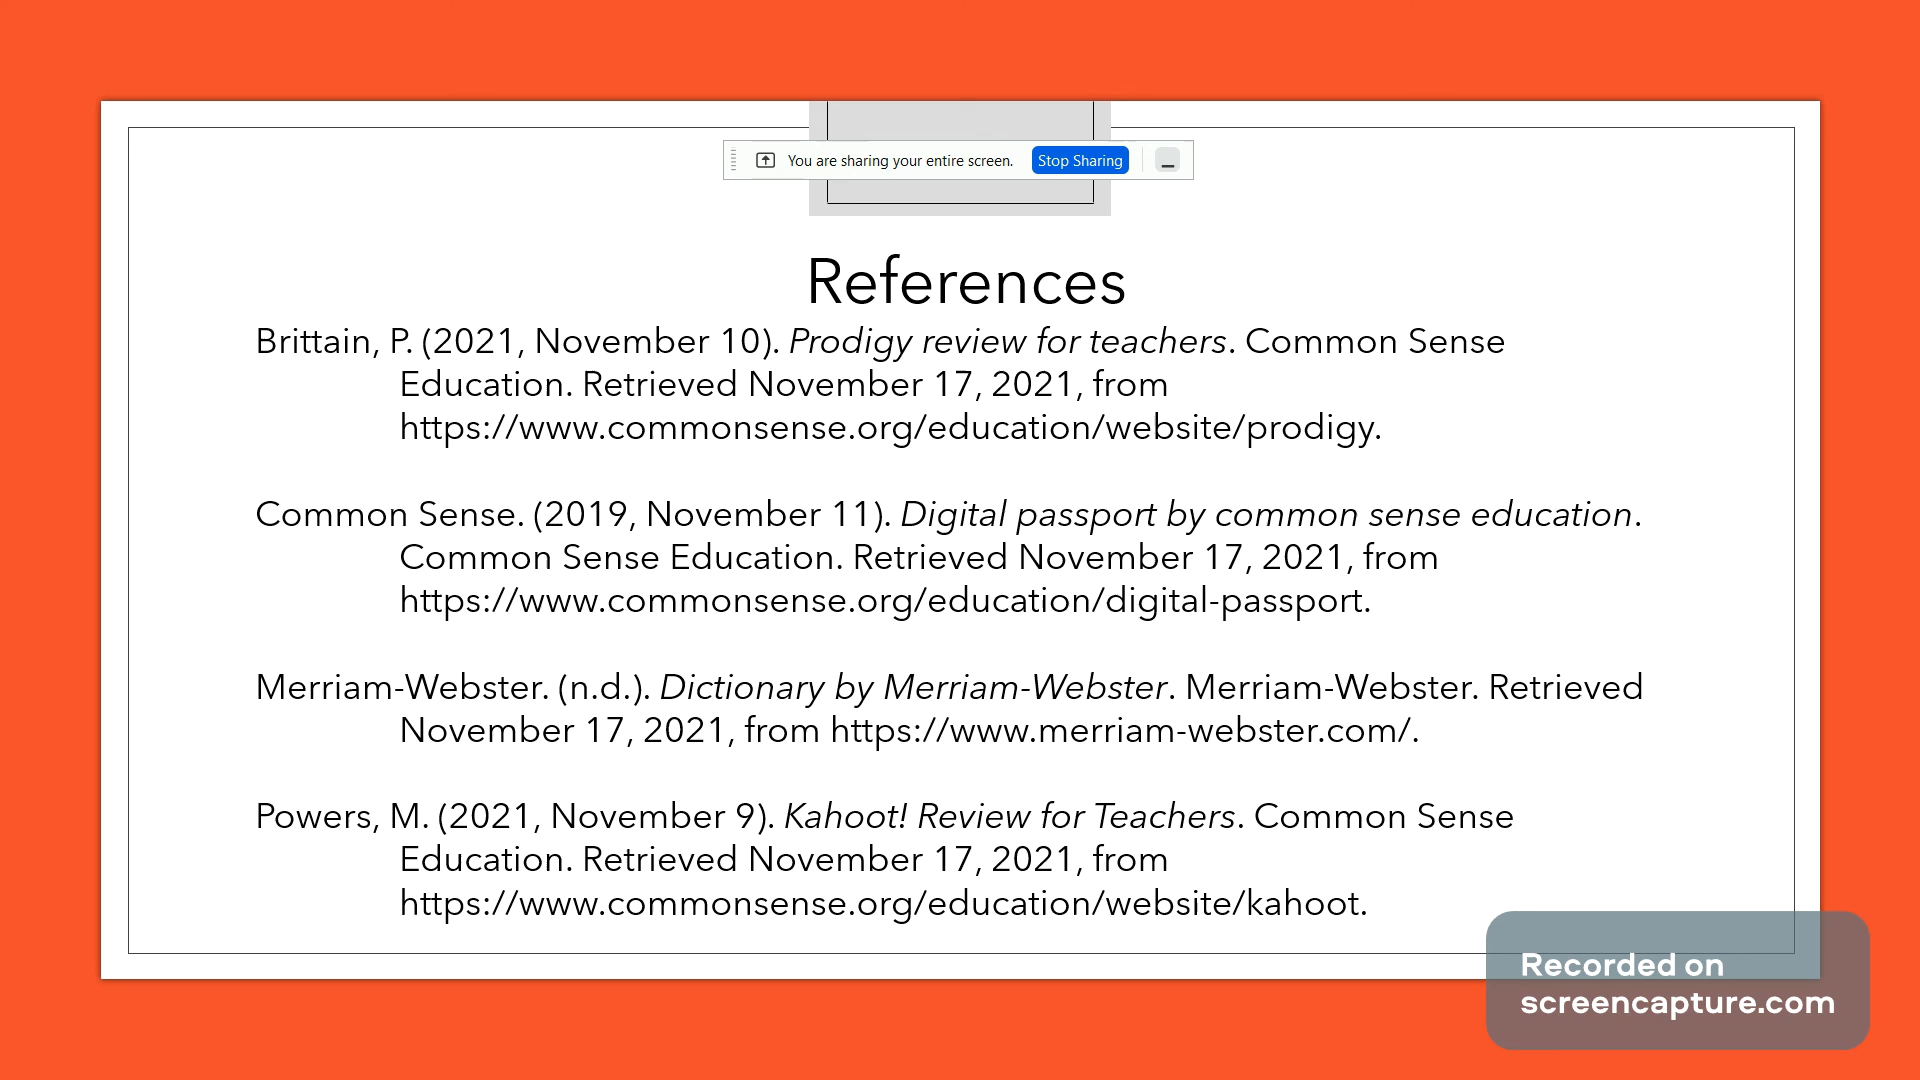 You are sharing your entire screen. Stop Sharing
References
Brittain, P. (2021, November 10). Prodigy review for teachers. Common Sense
Education. Retrieved November 17, 2021, from
https://www.commonsense.org/education/website/prodigy.
Common Sense. (2019, November 11). Digital passport by common sense education.
Common Sense Education. Retrieved November 17, 2021, from
https://www.commonsense.org/education/digital-passport.
Merriam-Webster. (n.d.). Dictionary by Merriam-Webster. Merriam-Webster. Retrieved
November 17, 2021, from https://www.merriam-webster.com/.
Powers, M. (2021, November 9). Kahoot! Review for Teachers. Common Sense
Education. Retrieved November 17, 2021, from
https://www.commonsense.org/education/website/kahoot.
Recorded on
screencapture.com